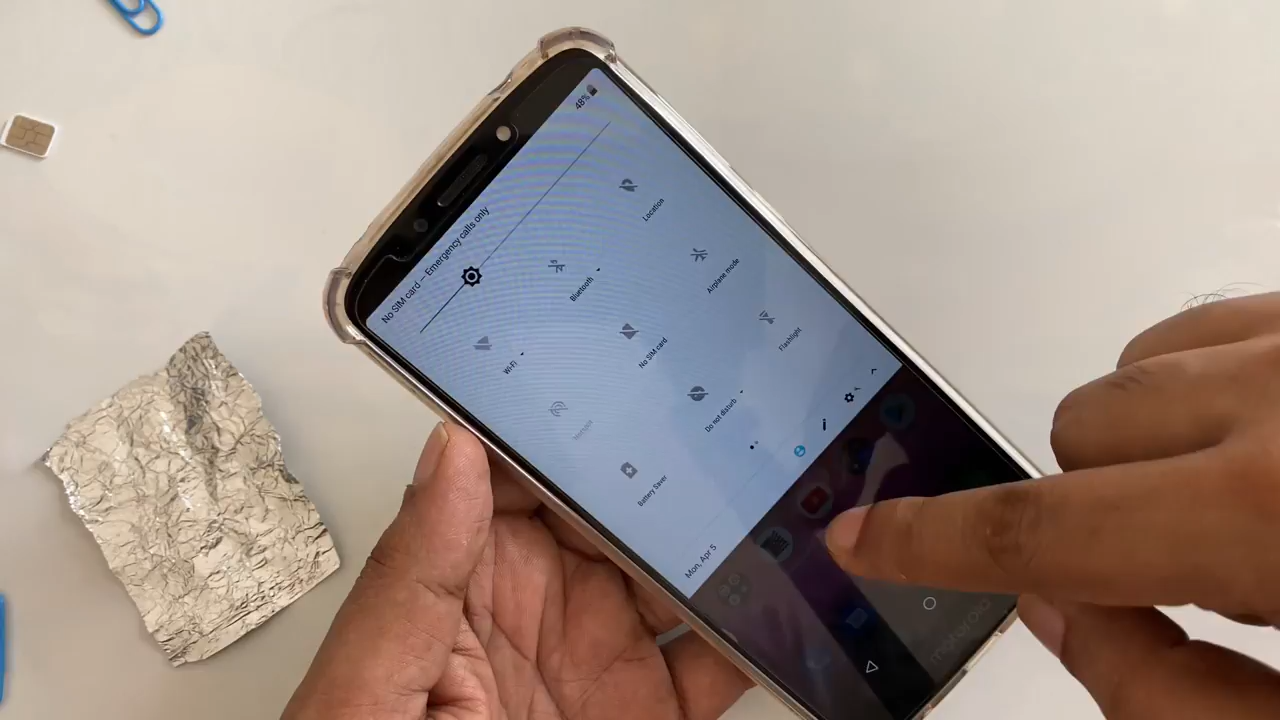 No SIM card — Emergency calls only
48%
Wi-Fi
Bluetooth
Location
Hotspot
No SIM card
Airplane mode
Battery Saver
Do not disturb
Flashlight
Mon, Apr 5
motorola